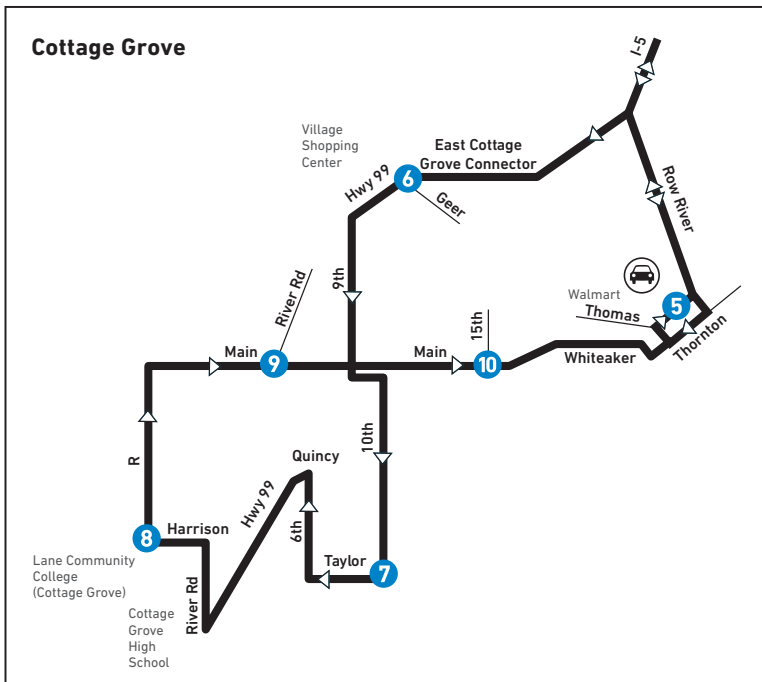 Cottage Grove
I-5
Village
Shopping
Center
East Cottage
Grove Connector
Hwy 99
6
Geer
Row River
9th
River Rd
Walmart
5
Thomas
15th
Thornton
Main
9
Main
10
Whiteaker
10th
R
Quincy
Hwy 99
6th
8
Harrison
Taylor
7
Lane Community
College
(Cottage Grove)
River Rd
Cottage
Grove
High
School